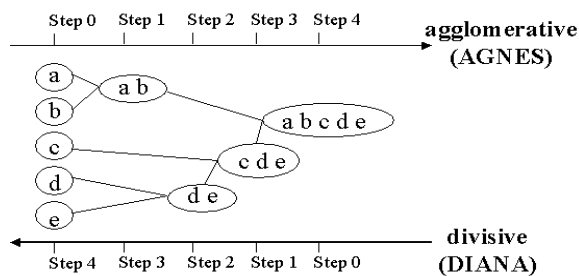 Step 0 Step 1 Step 2 Step 3 Step 4
agglomerative
(AGNES)
a
a b
b
a b c d e
c
c d e
d
d e
e
divisive
(DIANA)
Step 4 Step 3 Step 2 Step 1 Step 0